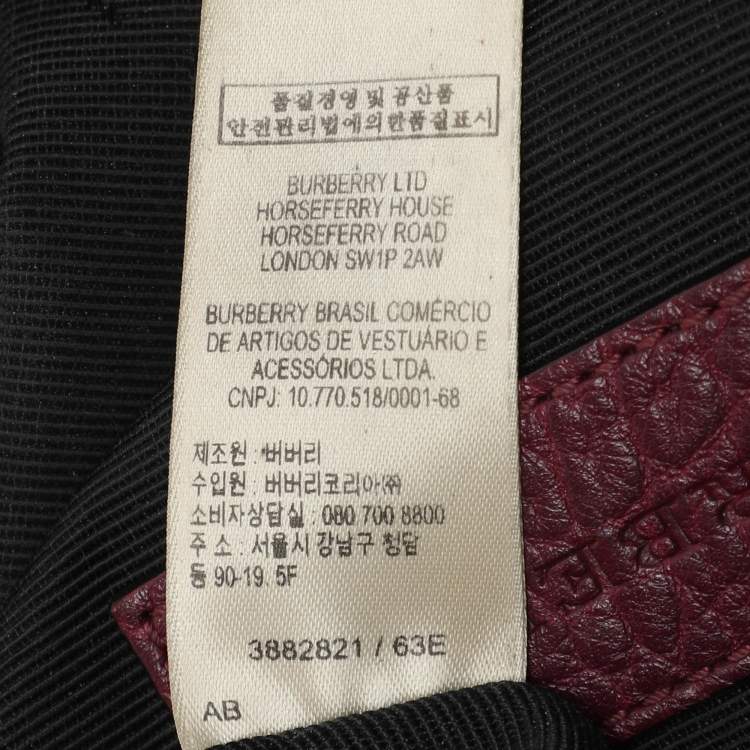 품질경영 및 공산품
안전관리법에의한품질표시
BURBERRY LTD
HORSEFERRY HOUSE
HORSEFERRY ROAD
LONDON SW1P 2AW
BURBERRY BRASIL COMÉRCIO
DE ARTIGOS DE VESTUÁRIO E
ACESSÓRIOS LTDA.
CNPJ: 10.770.518/0001-68
제조원 : 버버리
수입원 : 버버리코리아㈜
소비자상담실 : 080 700 8800
주 소 : 서울시 강남구 청담
동 90-19. 5F
3882821 / 63E
AB